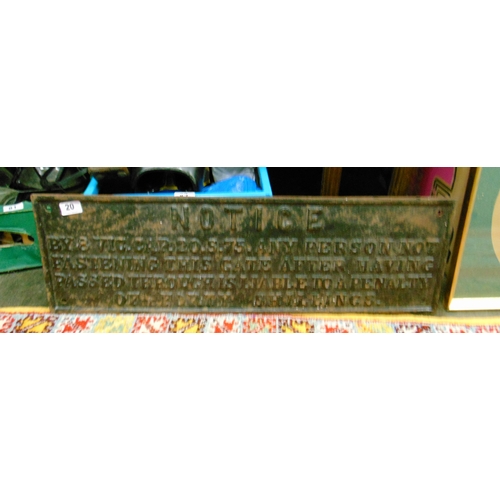 20
NOTICE
BY 8 VIC. CAP. 20. S. 75. ANY PERSON NOT
FASTENING THIS GATE AFTER HAVING
PASSED THROUGH IS LIABLE TO A PENALTY
OF SHILLINGS.